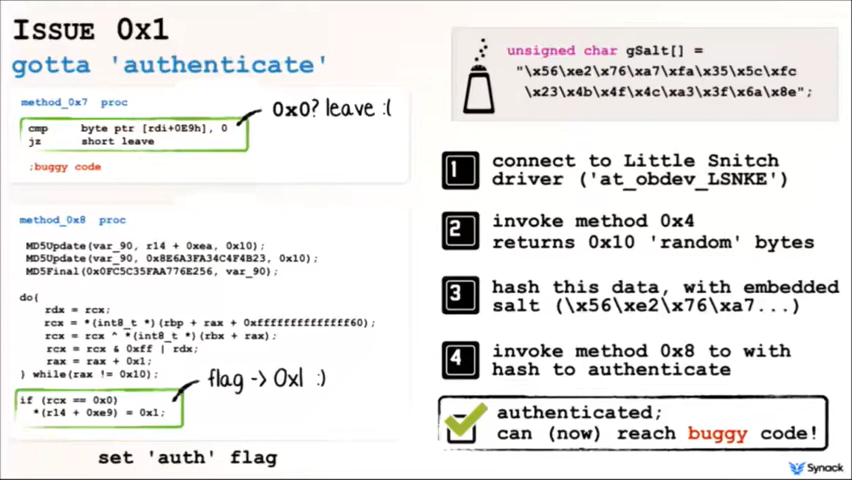 ISSUE 0x1
gotta 'authenticate'
method_0x7 proc
cmp byte ptr [rdi+0E9h], 0
jz short leave
;buggy code
0x0? leave :(
method_0x8 proc
MD5Update(var_90, r14 + 0xea, 0x10);
MD5Update(var_90, 0x8E6A3FA34C4F4B23, 0x10);
MD5Final(0x0FC5C35FAA776E256, var_90);
do{
rdx = rcx;
rcx = *(int8_t *)(rbp + rax + 0xffffffffffffff60);
rcx = rcx ^ *(int8_t *)(rbx + rax);
rcx = rcx & 0xff | rdx;
rax = rax + 0x1;
} while(rax != 0x10);
flag -> 0x1 :)
if (rcx == 0x0)
*(r14 + 0xe9) = 0x1;
set 'auth' flag
unsigned char gSalt[] =
"\x56\xe2\x76\xa7\xfa\x35\x5c\xfc
\x23\x4b\x4f\x4c\xa3\x3f\x6a\x8e";
1 connect to Little Snitch
driver ('at_obdev_LSNKE')
2 invoke method 0x4
returns 0x10 'random' bytes
3 hash this data, with embedded
salt (\x56\xe2\x76\xa7...)
4 invoke method 0x8 to with
hash to authenticate
authenticated;
can (now) reach buggy code!
Synack